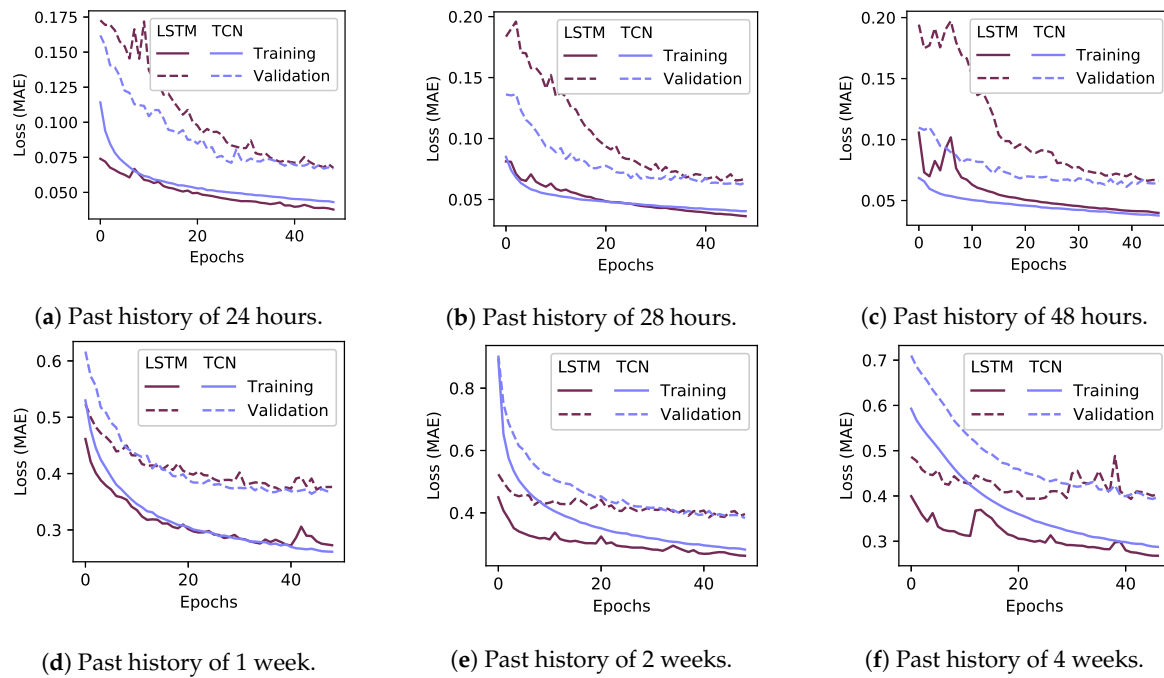 0.175
0.150
0.125
0.100
0.075
0.050
Loss (MAE)
0 20 40
Epochs
LSTM TCN
Training
Validation
(a) Past history of 24 hours.
0.20
0.15
0.10
0.05
Loss (MAE)
0 20 40
Epochs
LSTM TCN
Training
Validation
(b) Past history of 28 hours.
0.20
0.15
0.10
0.05
Loss (MAE)
0 10 20 30 40
Epochs
LSTM TCN
Training
Validation
(c) Past history of 48 hours.
0.6
0.5
0.4
0.3
Loss (MAE)
0 20 40
Epochs
LSTM TCN
Training
Validation
(d) Past history of 1 week.
0.8
0.6
0.4
Loss (MAE)
0 20 40
Epochs
LSTM TCN
Training
Validation
(e) Past history of 2 weeks.
0.7
0.6
0.5
0.4
0.3
Loss (MAE)
0 20 40
Epochs
LSTM TCN
Training
Validation
(f) Past history of 4 weeks.